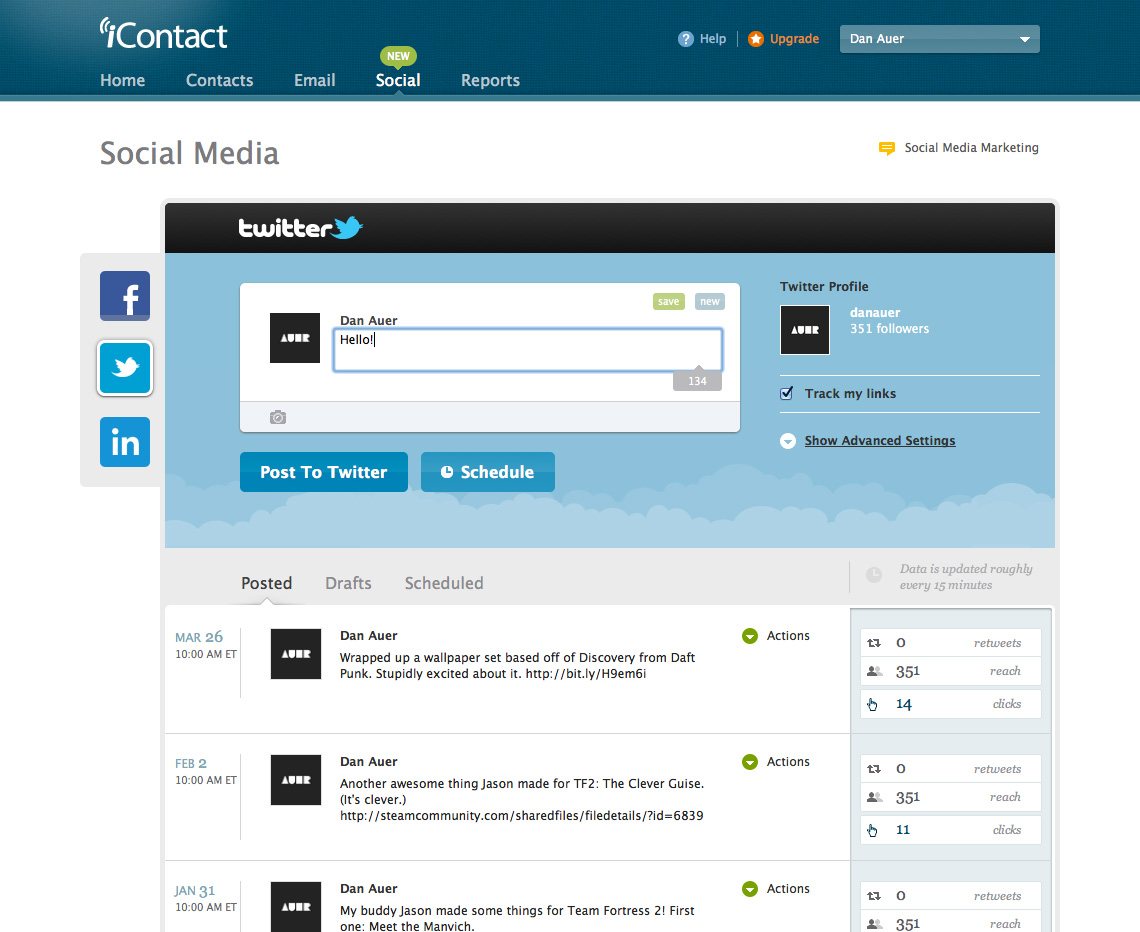 iContact
Help
Upgrade
Dan Auer
NEW
Home
Contacts
Email
Social
Reports
Social Media
Social Media Marketing
twitter
f
in
save
new
AUER
Dan Auer
Hello!
134
Post To Twitter
Schedule
Twitter Profile
AUER
danauer
351 followers
Track my links
Show Advanced Settings
Posted
Drafts
Scheduled
Data is updated roughly
every 15 minutes
MAR 26
10:00 AM ET
AUER
Dan Auer
Wrapped up a wallpaper set based off of Discovery from Daft
Punk. Stupidly excited about it. http://bit.ly/H9em6i
Actions
0 retweets
351 reach
14 clicks
FEB 2
10:00 AM ET
AUER
Dan Auer
Another awesome thing Jason made for TF2: The Clever Guise.
(It's clever.)
http://steamcommunity.com/sharedfiles/filedetails/?id=6839
Actions
0 retweets
351 reach
11 clicks
JAN 31
10:00 AM ET
AUER
Dan Auer
My buddy Jason made some things for Team Fortress 2! First
one: Meet the Manvich.
Actions
0 retweets
351 reach